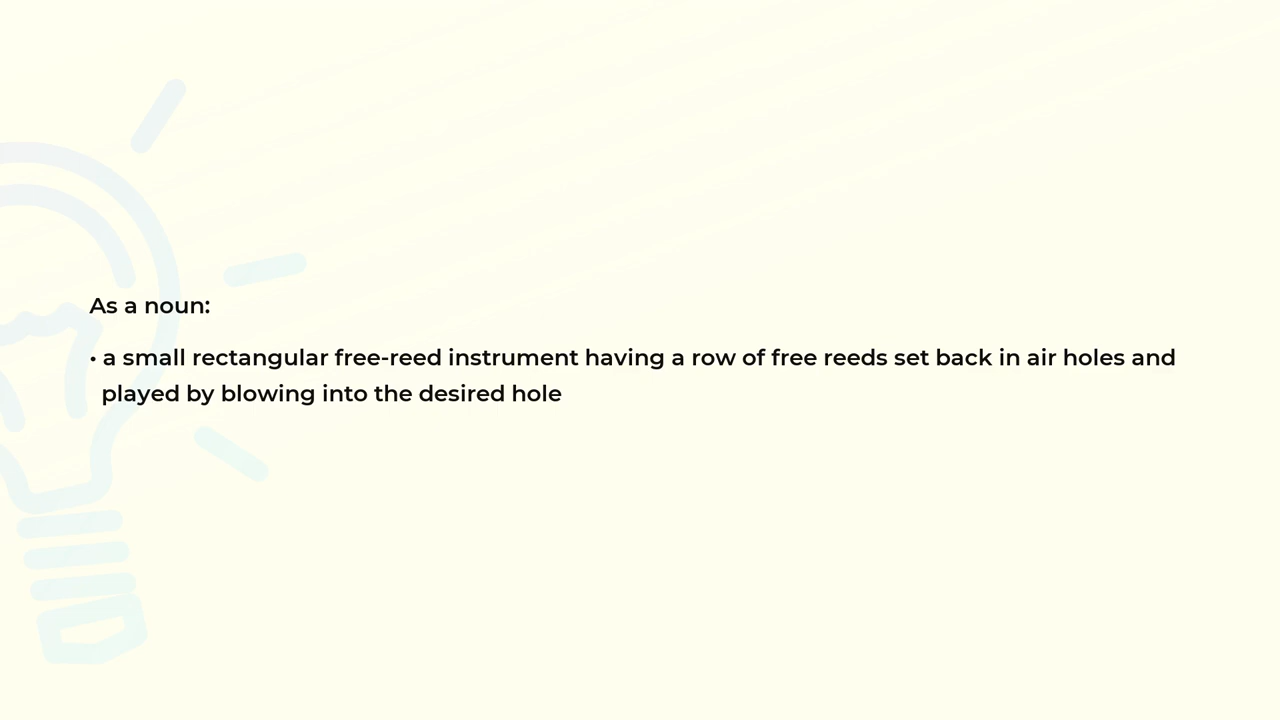 As a noun:
• a small rectangular free-reed instrument having a row of free reeds set back in air holes and
played by blowing into the desired hole